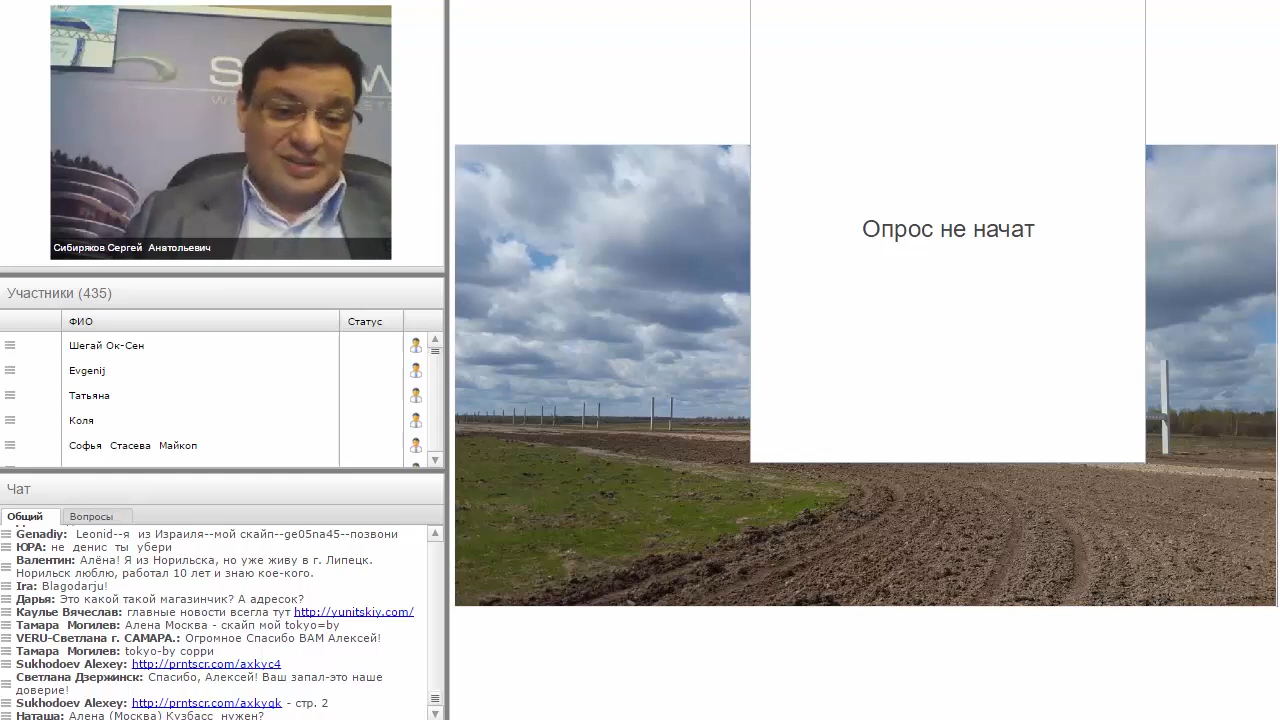 Сибиряков Сергей Анатольевич
Участники (435)
ФИО
Статус
Шегай Ок-Сен
Evgenij
Татьяна
Коля
Софья Стасева Майкоп
Чат
Общий
Вопросы
Genadiy: Leonid--я из Израиля--мой скайп--ge05na45--позвони
ЮРА: не денис ты убери
Валентин: Алёна! Я из Норильска, но уже живу в г. Липецк.
Норильск люблю, работал 10 лет и знаю кое-кого.
Ira: Blagodarju!
Дарья: Это какой такой магазинчик? А адресок?
Каулье Вячеслав: главные новости всегла тут http://yunitskiy.com/
Тамара Могилев: Алена Москва - скайп мой tokyo=by
VERU-Светлана г. САМАРА.: Огромное Спасибо ВАМ Алексей!
Тамара Могилев: tokyo-by сорри
Sukhodoev Alexey: http://prntscr.com/axkyc4
Светлана Дзержинск: Спасибо, Алексей! Ваш запал-это наше
доверие!
Sukhodoev Alexey: http://prntscr.com/axkyqk - стр. 2
Наташа: Алена (Москва) Кузбасс нужен?
Опрос не начат